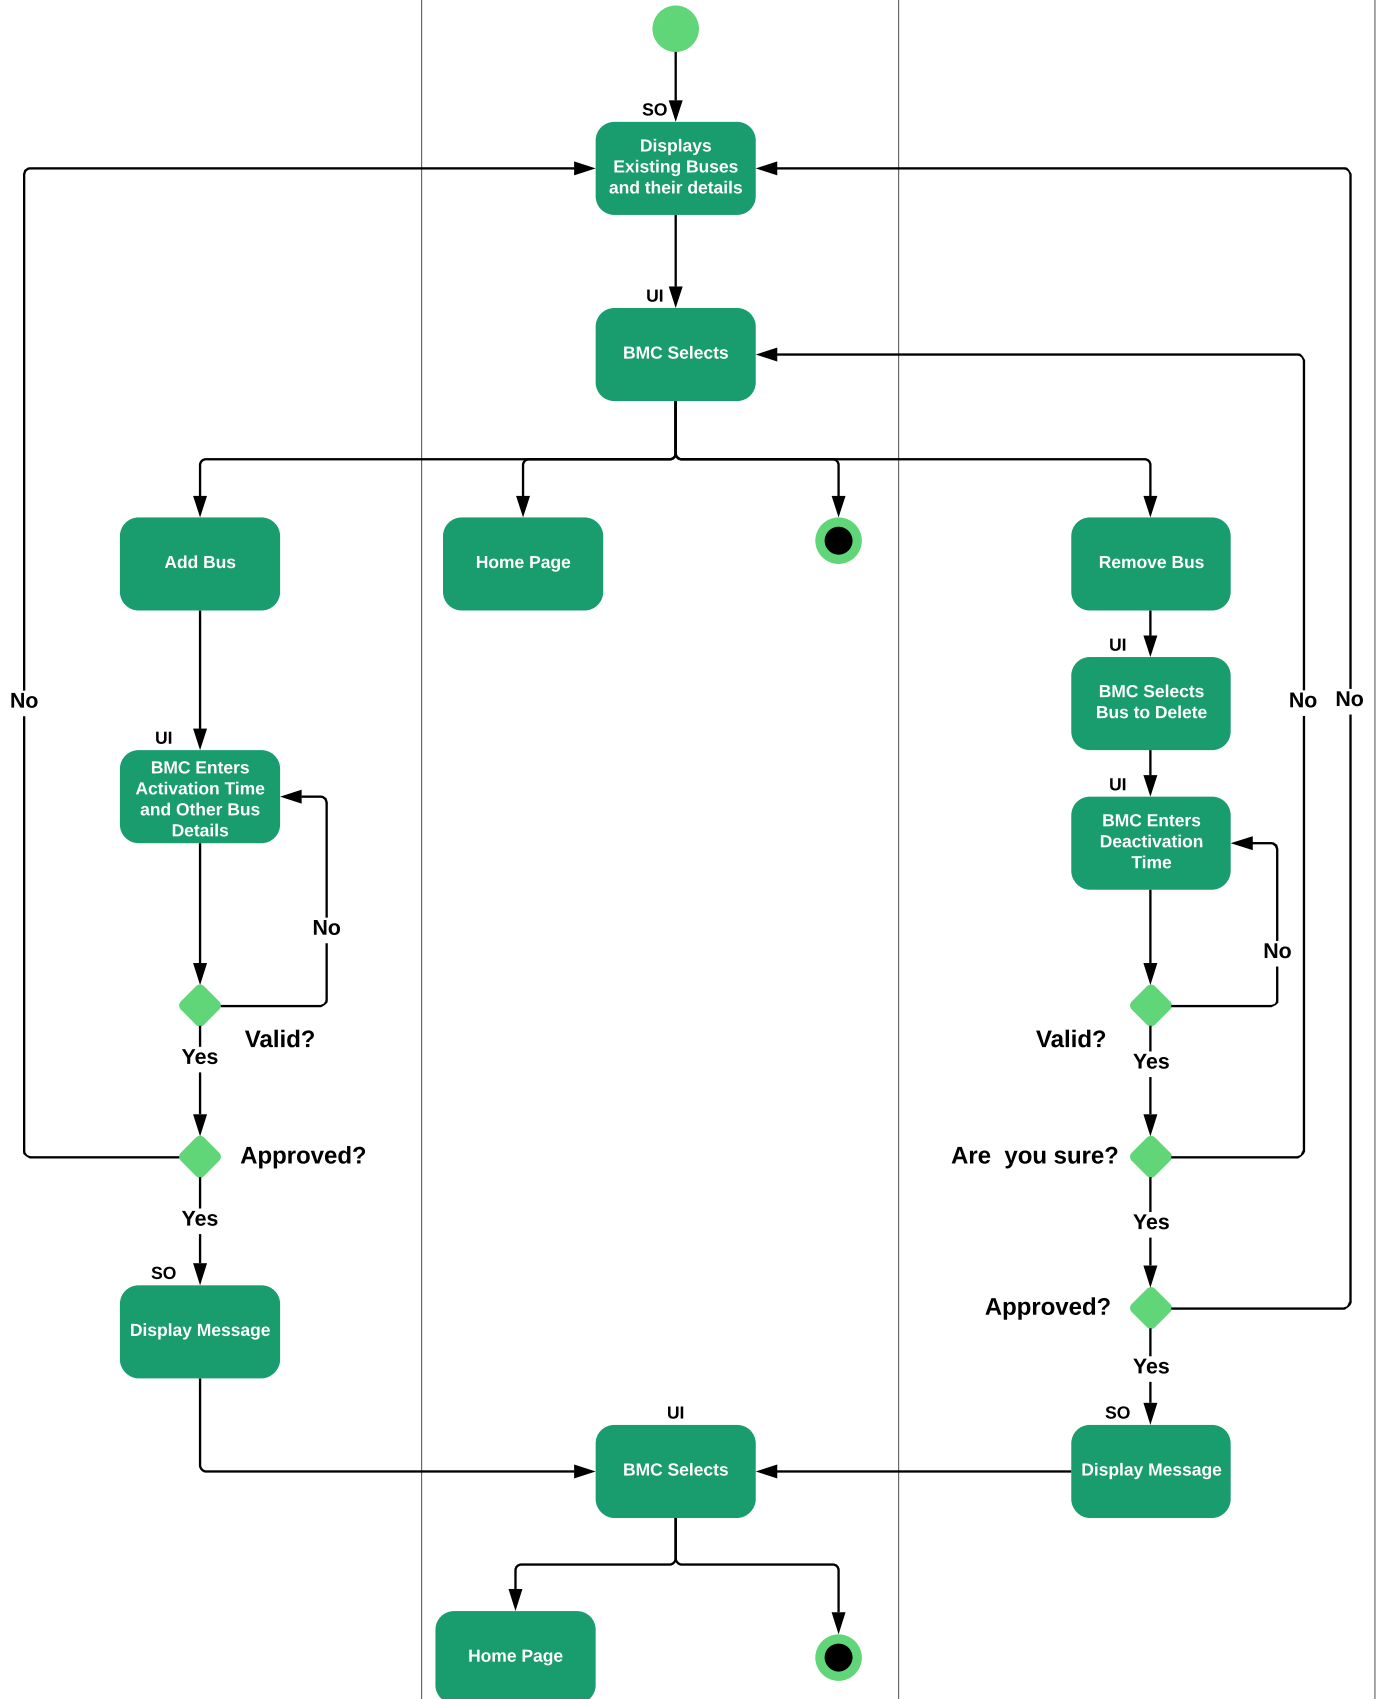 SO
Displays
Existing Buses
and their details
UI
BMC Selects
Add Bus
Home Page
Remove Bus
UI
BMC Selects
Bus to Delete
No
No
No
UI
BMC Enters
Activation Time
and Other Bus
Details
UI
BMC Enters
Deactivation
Time
No
No
Valid?
Yes
Valid?
Yes
Approved?
Are  you sure?
Yes
Yes
SO
Display Message
Approved?
Yes
UI
BMC Selects
SO
Display Message
Home Page